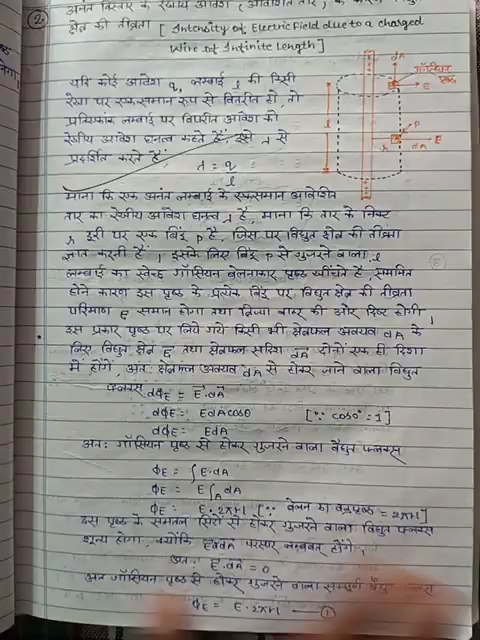 ② अनंत विस्तार के रेखीय आवेश (आवेशित तार) के कारण विद्युत
क्षेत्र की तीव्रता [Intensity of Electric Field due to a charged
Wire of Infinite Length]
यदि कोई आवेश q, लम्बाई l की किसी
रेखा पर एकसमान रूप से वितरित हो, तो
प्रतिएकांक लम्बाई पर वितरित आवेश को
रेखीय आवेश घनत्व कहते हैं, इसे λ से
प्रदर्शित करते हैं,
λ = q/l
माना कि एक अनंत लम्बाई के एकसमान आवेशित
तार का रेखीय आवेश घनत्व λ है, माना कि तार के निकट
r दूरी पर एक बिंदु P है, जिस पर विद्युत क्षेत्र की तीव्रता
ज्ञात करनी है। इसके लिए बिंदु P से गुजरने वाला l
लम्बाई का गॉसियन बेलनाकार पृष्ठ खींचते है, सममित
होने कारण इस पृष्ठ के प्रत्येक बिंदु पर विद्युत क्षेत्र की तीव्रता
परिमाण E समान होगा तथा त्रिज्या बाहर की ओर दिष्ट होगी।
इस प्रकार पृष्ठ पर लिये गये किसी भी क्षेत्रफल अवयव dA के
लिए विद्युत क्षेत्र E तथा क्षेत्रफल सदिश dA दोनों एक ही दिशा
में होंगे, अतः क्षेत्रफल अवयव dA से होकर जाने वाला विद्युत
फ्लक्स
dϕE = E·dA
dϕE = EdAcos0 [∵ cos0° = 1]
dϕE = EdA
अतः गॉसियन पृष्ठ से होकर गुजरने वाला वैद्युत फ्लक्स
ϕE = ∫E·dA
ϕE = E∫A dA
ϕE = E·2πrl [∵ बेलन का वक्रपृष्ठ = 2πrl]
इस पृष्ठ के समतल सिरों से होकर गुजरने वाला विद्युत फ्लक्स
शून्य होगा, क्योंकि E व dA परस्पर लम्बवत् होंगे,
अतः E·dA = 0
अतः गॉसियन पृष्ठ से होकर गुजरने वाला सम्पूर्ण वैद्युत फ्लक्स
ϕE = E·2πrl — ①
dA
गॉसियन
पृष्ठ
E
l
P
r
dA
E